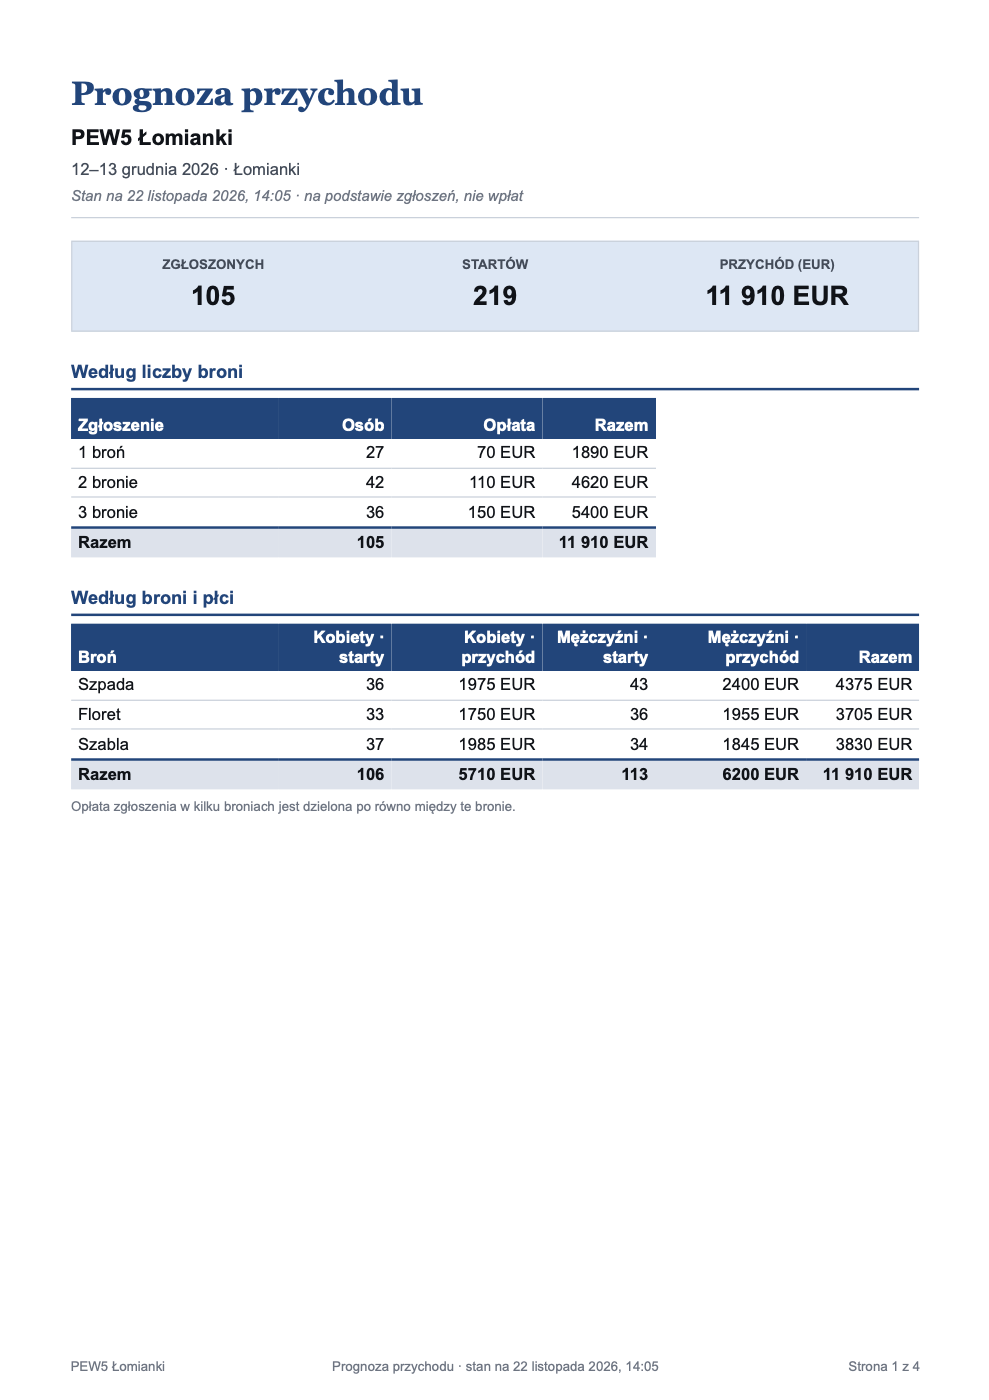 Prognoza przychodu
PEW5 Łomianki
12–13 grudnia 2026 · Łomianki
Stan na 22 listopada 2026, 14:05 · na podstawie zgłoszeń, nie wpłat
ZGŁOSZONYCH STARTÓW PRZYCHÓD (EUR)
105 219 11 910 EUR
Według liczby broni
Zgłoszenie Osób Opłata Razem
1 broń 27 70 EUR 1890 EUR
2 bronie 42 110 EUR 4620 EUR
3 bronie 36 150 EUR 5400 EUR
Razem 105 11 910 EUR
Według broni i płci
Kobiety · Kobiety · Mężczyźni · Mężczyźni ·
Broń starty przychód starty przychód Razem
Szpada 36 1975 EUR 43 2400 EUR 4375 EUR
Floret 33 1750 EUR 36 1955 EUR 3705 EUR
Szabla 37 1985 EUR 34 1845 EUR 3830 EUR
Razem 106 5710 EUR 113 6200 EUR 11 910 EUR
Opłata zgłoszenia w kilku broniach jest dzielona po równo między te bronie.
PEW5 Łomianki Prognoza przychodu · stan na 22 listopada 2026, 14:05 Strona 1 z 4